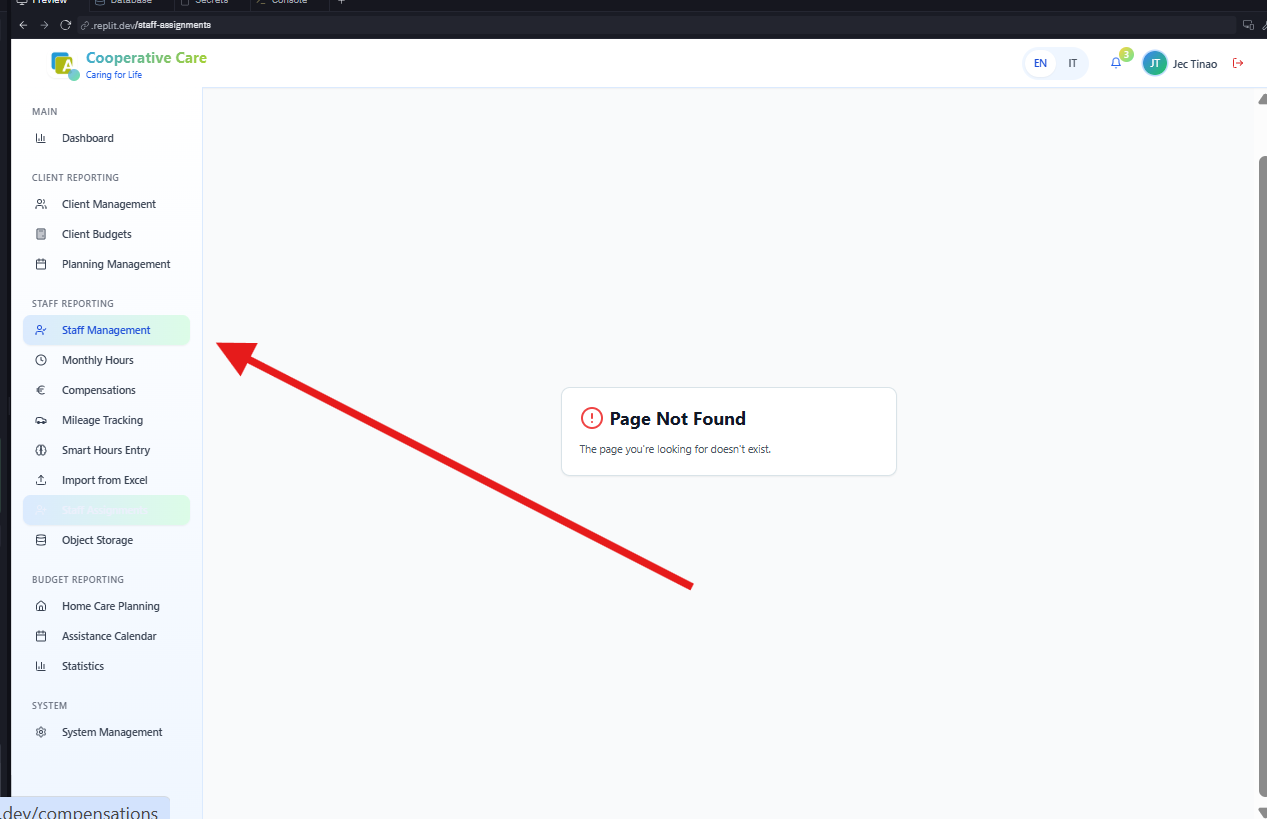 Preview Database Secrets Console
.replit.dev/staff-assignments
Cooperative Care
Caring for Life
EN IT 3 JT Jec Tinao
MAIN
Dashboard
CLIENT REPORTING
Client Management
Client Budgets
Planning Management
STAFF REPORTING
Staff Management
Monthly Hours
Compensations
Mileage Tracking
Smart Hours Entry
Import from Excel
Staff Assignments
Object Storage
BUDGET REPORTING
Home Care Planning
Assistance Calendar
Statistics
SYSTEM
System Management
Page Not Found
The page you're looking for doesn't exist.
.dev/compensations